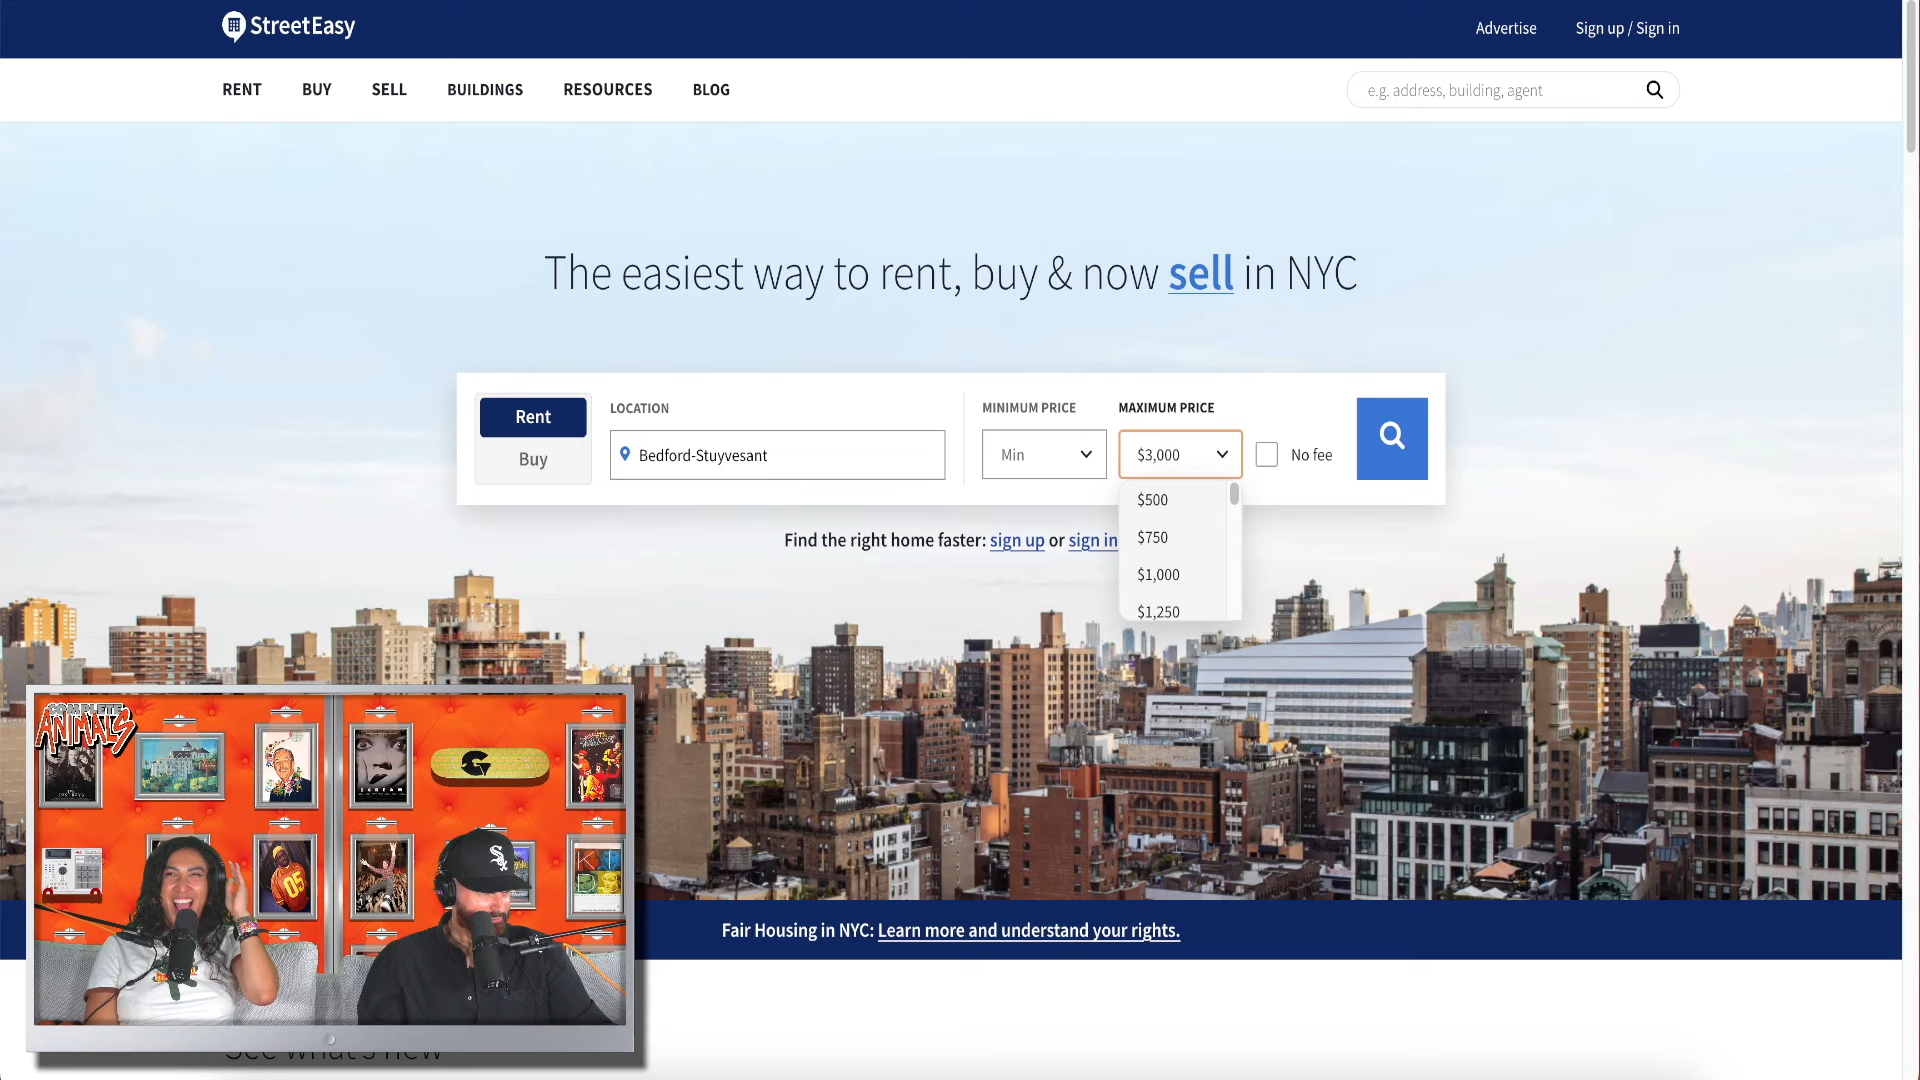 StreetEasy
Advertise
Sign up / Sign in
RENT
BUY
SELL
BUILDINGS
RESOURCES
BLOG
e.g. address, building, agent
The easiest way to rent, buy & now sell in NYC
Rent
Buy
LOCATION
Bedford-Stuyvesant
MINIMUM PRICE
Min
MAXIMUM PRICE
$3,000
No fee
$500
$750
$1,000
$1,250
Find the right home faster: sign up or sign in
COMPLETE
ANIMALS
SCREAM
05
Fair Housing in NYC: Learn more and understand your rights.
See what's new